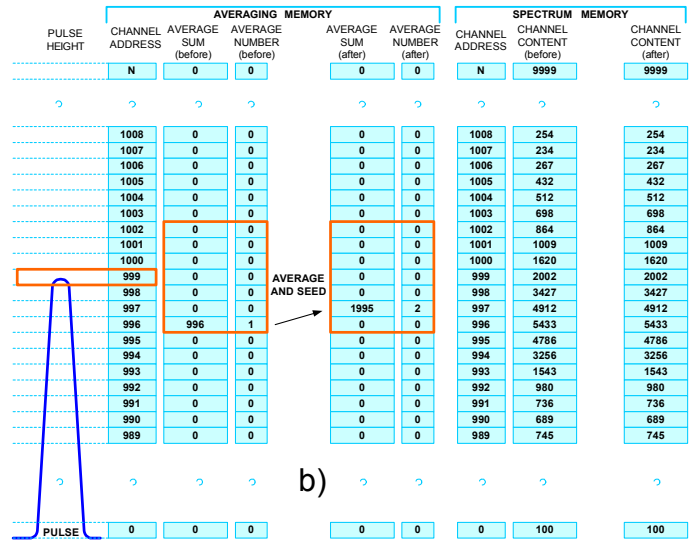 AVERAGING MEMORY SPECTRUM MEMORY
PULSE HEIGHT CHANNEL ADDRESS AVERAGE SUM (before) AVERAGE NUMBER (before) AVERAGE SUM (after) AVERAGE NUMBER (after) CHANNEL ADDRESS CHANNEL CONTENT (before) CHANNEL CONTENT (after)
N 0 0 0 0 N 9999 9999
1008 0 0 0 0 1008 254 254
1007 0 0 0 0 1007 234 234
1006 0 0 0 0 1006 267 267
1005 0 0 0 0 1005 432 432
1004 0 0 0 0 1004 512 512
1003 0 0 0 0 1003 698 698
1002 0 0 0 0 1002 864 864
1001 0 0 0 0 1001 1009 1009
1000 0 0 0 0 1000 1620 1620
999 0 0 AVERAGE 0 0 999 2002 2002
998 0 0 AND SEED 0 0 998 3427 3427
997 0 0 1995 2 997 4912 4912
996 996 1 0 0 996 5433 5433
995 0 0 0 0 995 4786 4786
994 0 0 0 0 994 3256 3256
993 0 0 0 0 993 1543 1543
992 0 0 0 0 992 980 980
991 0 0 0 0 991 736 736
990 0 0 0 0 990 689 689
989 0 0 0 0 989 745 745
b)
PULSE 0 0 0 0 0 0 100 100